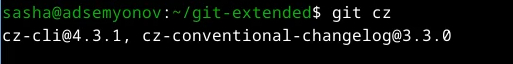 sasha@adsemyonov:~/git-extended$ git cz
cz-cli@4.3.1, cz-conventional-changelog@3.3.0